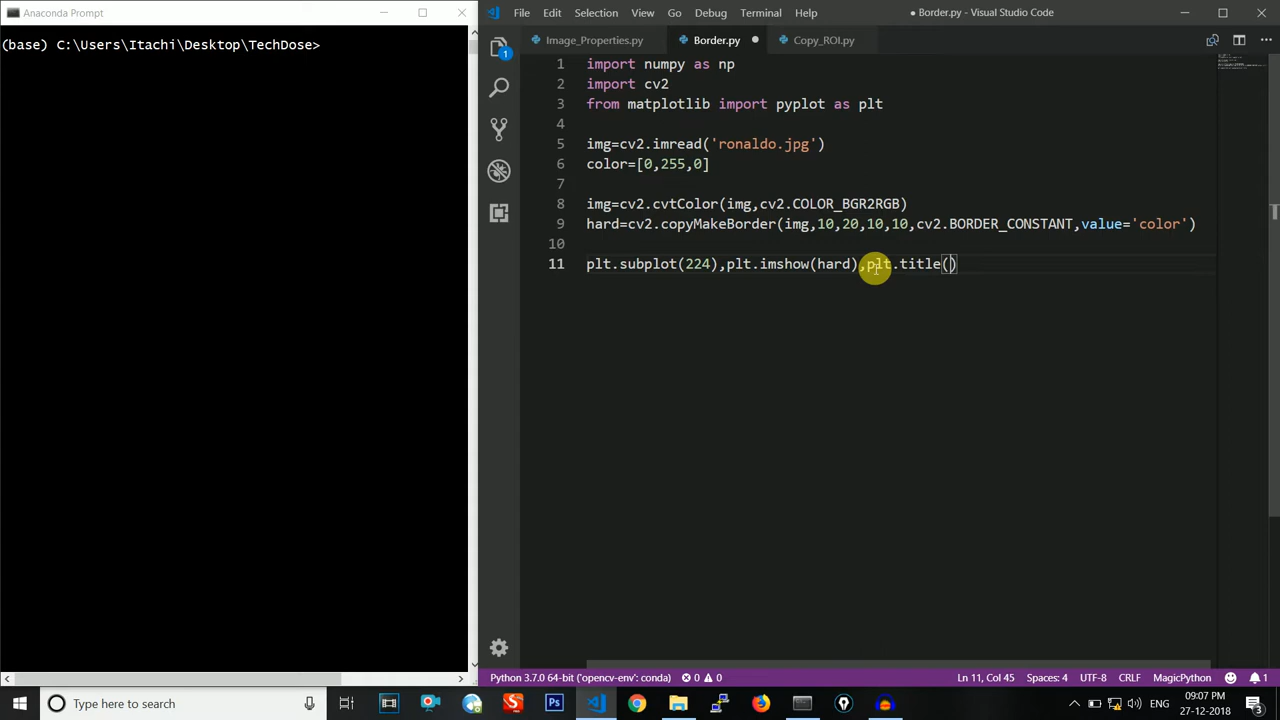 Anaconda Prompt
(base) C:\Users\Itachi\Desktop\TechDose>
File Edit Selection View Go Debug Terminal Help
● Border.py - Visual Studio Code
1
Image_Properties.py Border.py Copy_ROI.py
1 import numpy as np
2 import cv2
3 from matplotlib import pyplot as plt
4
5 img=cv2.imread('ronaldo.jpg')
6 color=[0,255,0]
7
8 img=cv2.cvtColor(img,cv2.COLOR_BGR2RGB)
9 hard=cv2.copyMakeBorder(img,10,20,10,10,cv2.BORDER_CONSTANT,value='color')
10
11 plt.subplot(224),plt.imshow(hard),plt.title()
Python 3.7.0 64-bit ('opencv-env': conda) 0 0 Ln 11, Col 45 Spaces: 4 UTF-8 CRLF MagicPython 1
Type here to search
Ps
ENG
09:07 PM
27-12-2018
3